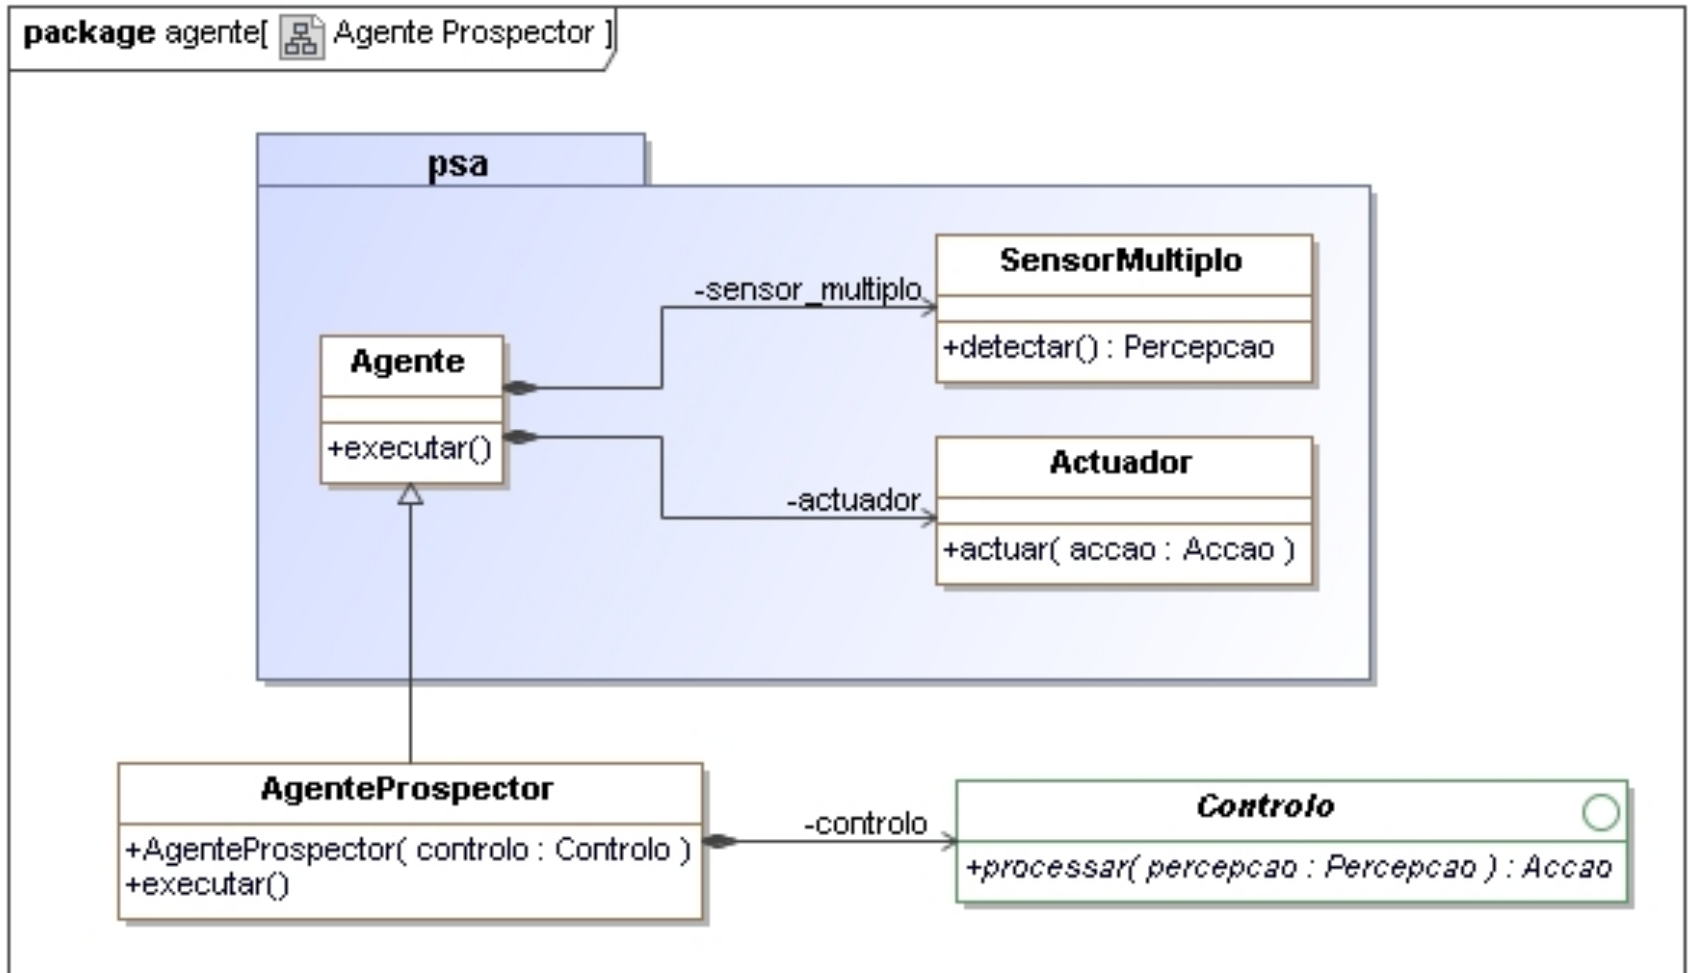 package agente[ Agente Prospector ]
psa
SensorMultiplo
-sensor_multiplo
+detectar() : Percepcao
Agente
+executar()
Actuador
-actuador
+actuar( accao : Accao )
AgenteProspector
+AgenteProspector( controlo : Controlo )
+executar()
-controlo
Controlo
+processar( percepcao : Percepcao ) : Accao